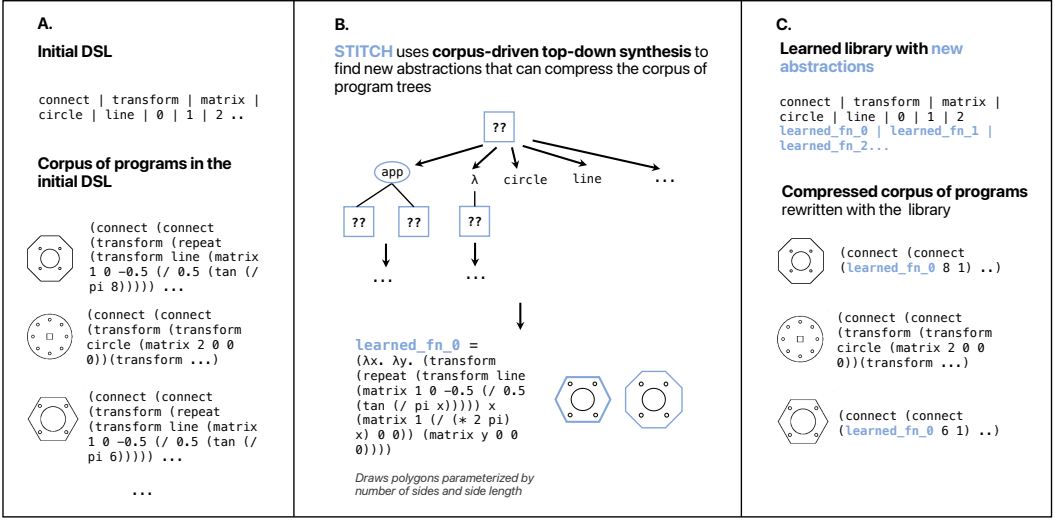 A.
Initial DSL
connect | transform | matrix |
circle | line | 0 | 1 | 2 ..
Corpus of programs in the
initial DSL
(connect (connect
(transform (repeat
(transform line (matrix
1 0 −0.5 (/ 0.5 (tan (/
pi 8))))) ...
(connect (connect
(transform (transform
circle (matrix 2 0 0
0))(transform ...)
(connect (connect
(transform (repeat
(transform line (matrix
1 0 −0.5 (/ 0.5 (tan (/
pi 6))))) ...
...
B.
STITCH uses corpus-driven top-down synthesis to
find new abstractions that can compress the corpus of
program trees
??
app
λ
circle
line
...
??
??
??
...
...
learned_fn_0 =
(λx. λy. (transform
(repeat (transform line
(matrix 1 0 −0.5 (/ 0.5
(tan (/ pi x))))) x
(matrix 1 (/ (* 2 pi)
x) 0 0)) (matrix y 0 0
0))))
Draws polygons parameterized by
number of sides and side length
C.
Learned library with new
abstractions
connect | transform | matrix |
circle | line | 0 | 1 | 2
learned_fn_0 | learned_fn_1 |
learned_fn_2...
Compressed corpus of programs
rewritten with the library
(connect (connect
(learned_fn_0 8 1) ..)
(connect (connect
(transform (transform
circle (matrix 2 0 0
0))(transform ...)
(connect (connect
(learned_fn_0 6 1) ..)